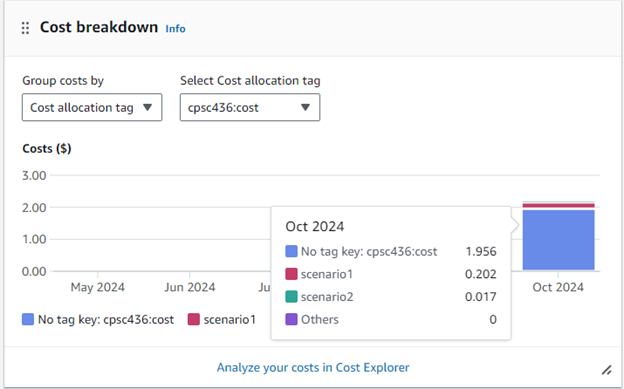 Cost breakdown Info
Group costs by
Select Cost allocation tag
Cost allocation tag
cpsc436:cost
Costs ($)
3.00
2.00
1.00
0.00
May 2024
Jun 2024
Ju
Oct 2024
Oct 2024
No tag key: cpsc436:cost 1.956
scenario1 0.202
scenario2 0.017
Others 0
No tag key: cpsc436:cost
scenario1
Analyze your costs in Cost Explorer